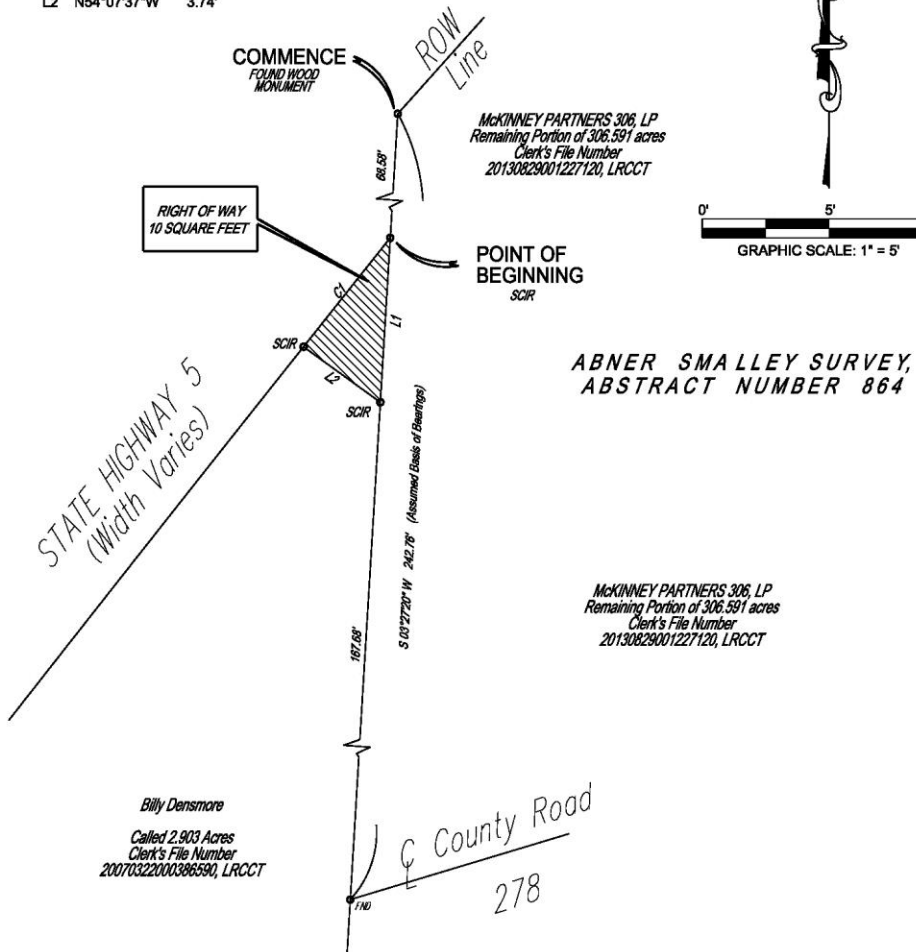 L2 N54°07'37"W 3.74'
COMMENCE
FOUND WOOD
MONUMENT
ROW
Line
McKINNEY PARTNERS 306, LP
Remaining Portion of 306.591 acres
Clerk's File Number
20130829001227120, LRCCT
68.58'
RIGHT OF WAY
10 SQUARE FEET
0' 5'
GRAPHIC SCALE: 1" = 5'
POINT OF
BEGINNING
SCIR
C1
L1
SCIR
L2
SCIR
ABNER SMALLEY SURVEY,
ABSTRACT NUMBER 864
STATE HIGHWAY 5
(Width Varies)
S 03°27'20" W 242.76' (Assumed Basis of Bearings)
167.68'
McKINNEY PARTNERS 306, LP
Remaining Portion of 306.591 acres
Clerk's File Number
20130829001227120, LRCCT
Billy Densmore
Called 2.903 Acres
Clerk's File Number
20070322000386590, LRCCT
℄ County Road
278
FND